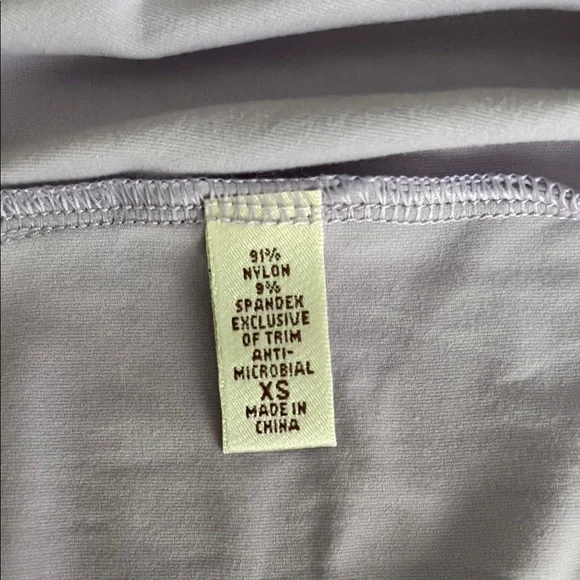 91%
NYLON
9%
SPANDEX
EXCLUSIVE
OF TRIM
ANTI-
MICROBIAL
XS
MADE IN
CHINA